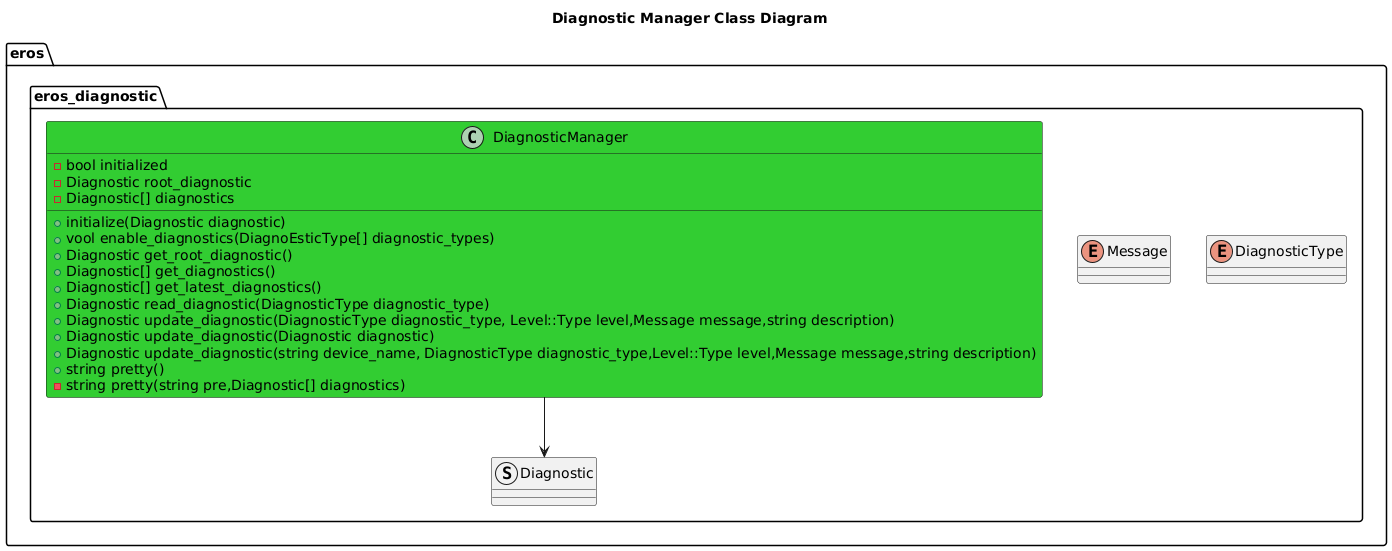 Diagnostic Manager Class Diagram
eros
eros_diagnostic
C DiagnosticManager
bool initialized
Diagnostic root_diagnostic
Diagnostic[] diagnostics
initialize(Diagnostic diagnostic)
vool enable_diagnostics(DiagnoEsticType[] diagnostic_types)
Diagnostic get_root_diagnostic()
Diagnostic[] get_diagnostics()
Diagnostic[] get_latest_diagnostics()
Diagnostic read_diagnostic(DiagnosticType diagnostic_type)
Diagnostic update_diagnostic(DiagnosticType diagnostic_type, Level::Type level,Message message,string description)
Diagnostic update_diagnostic(Diagnostic diagnostic)
Diagnostic update_diagnostic(string device_name, DiagnosticType diagnostic_type,Level::Type level,Message message,string description)
string pretty()
string pretty(string pre,Diagnostic[] diagnostics)
E Message
E DiagnosticType
S Diagnostic